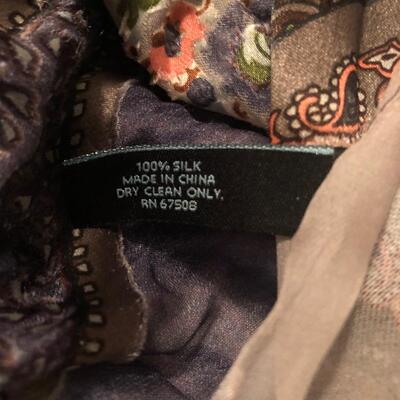 100% SILK
MADE IN CHINA
DRY CLEAN ONLY.
RN 67508